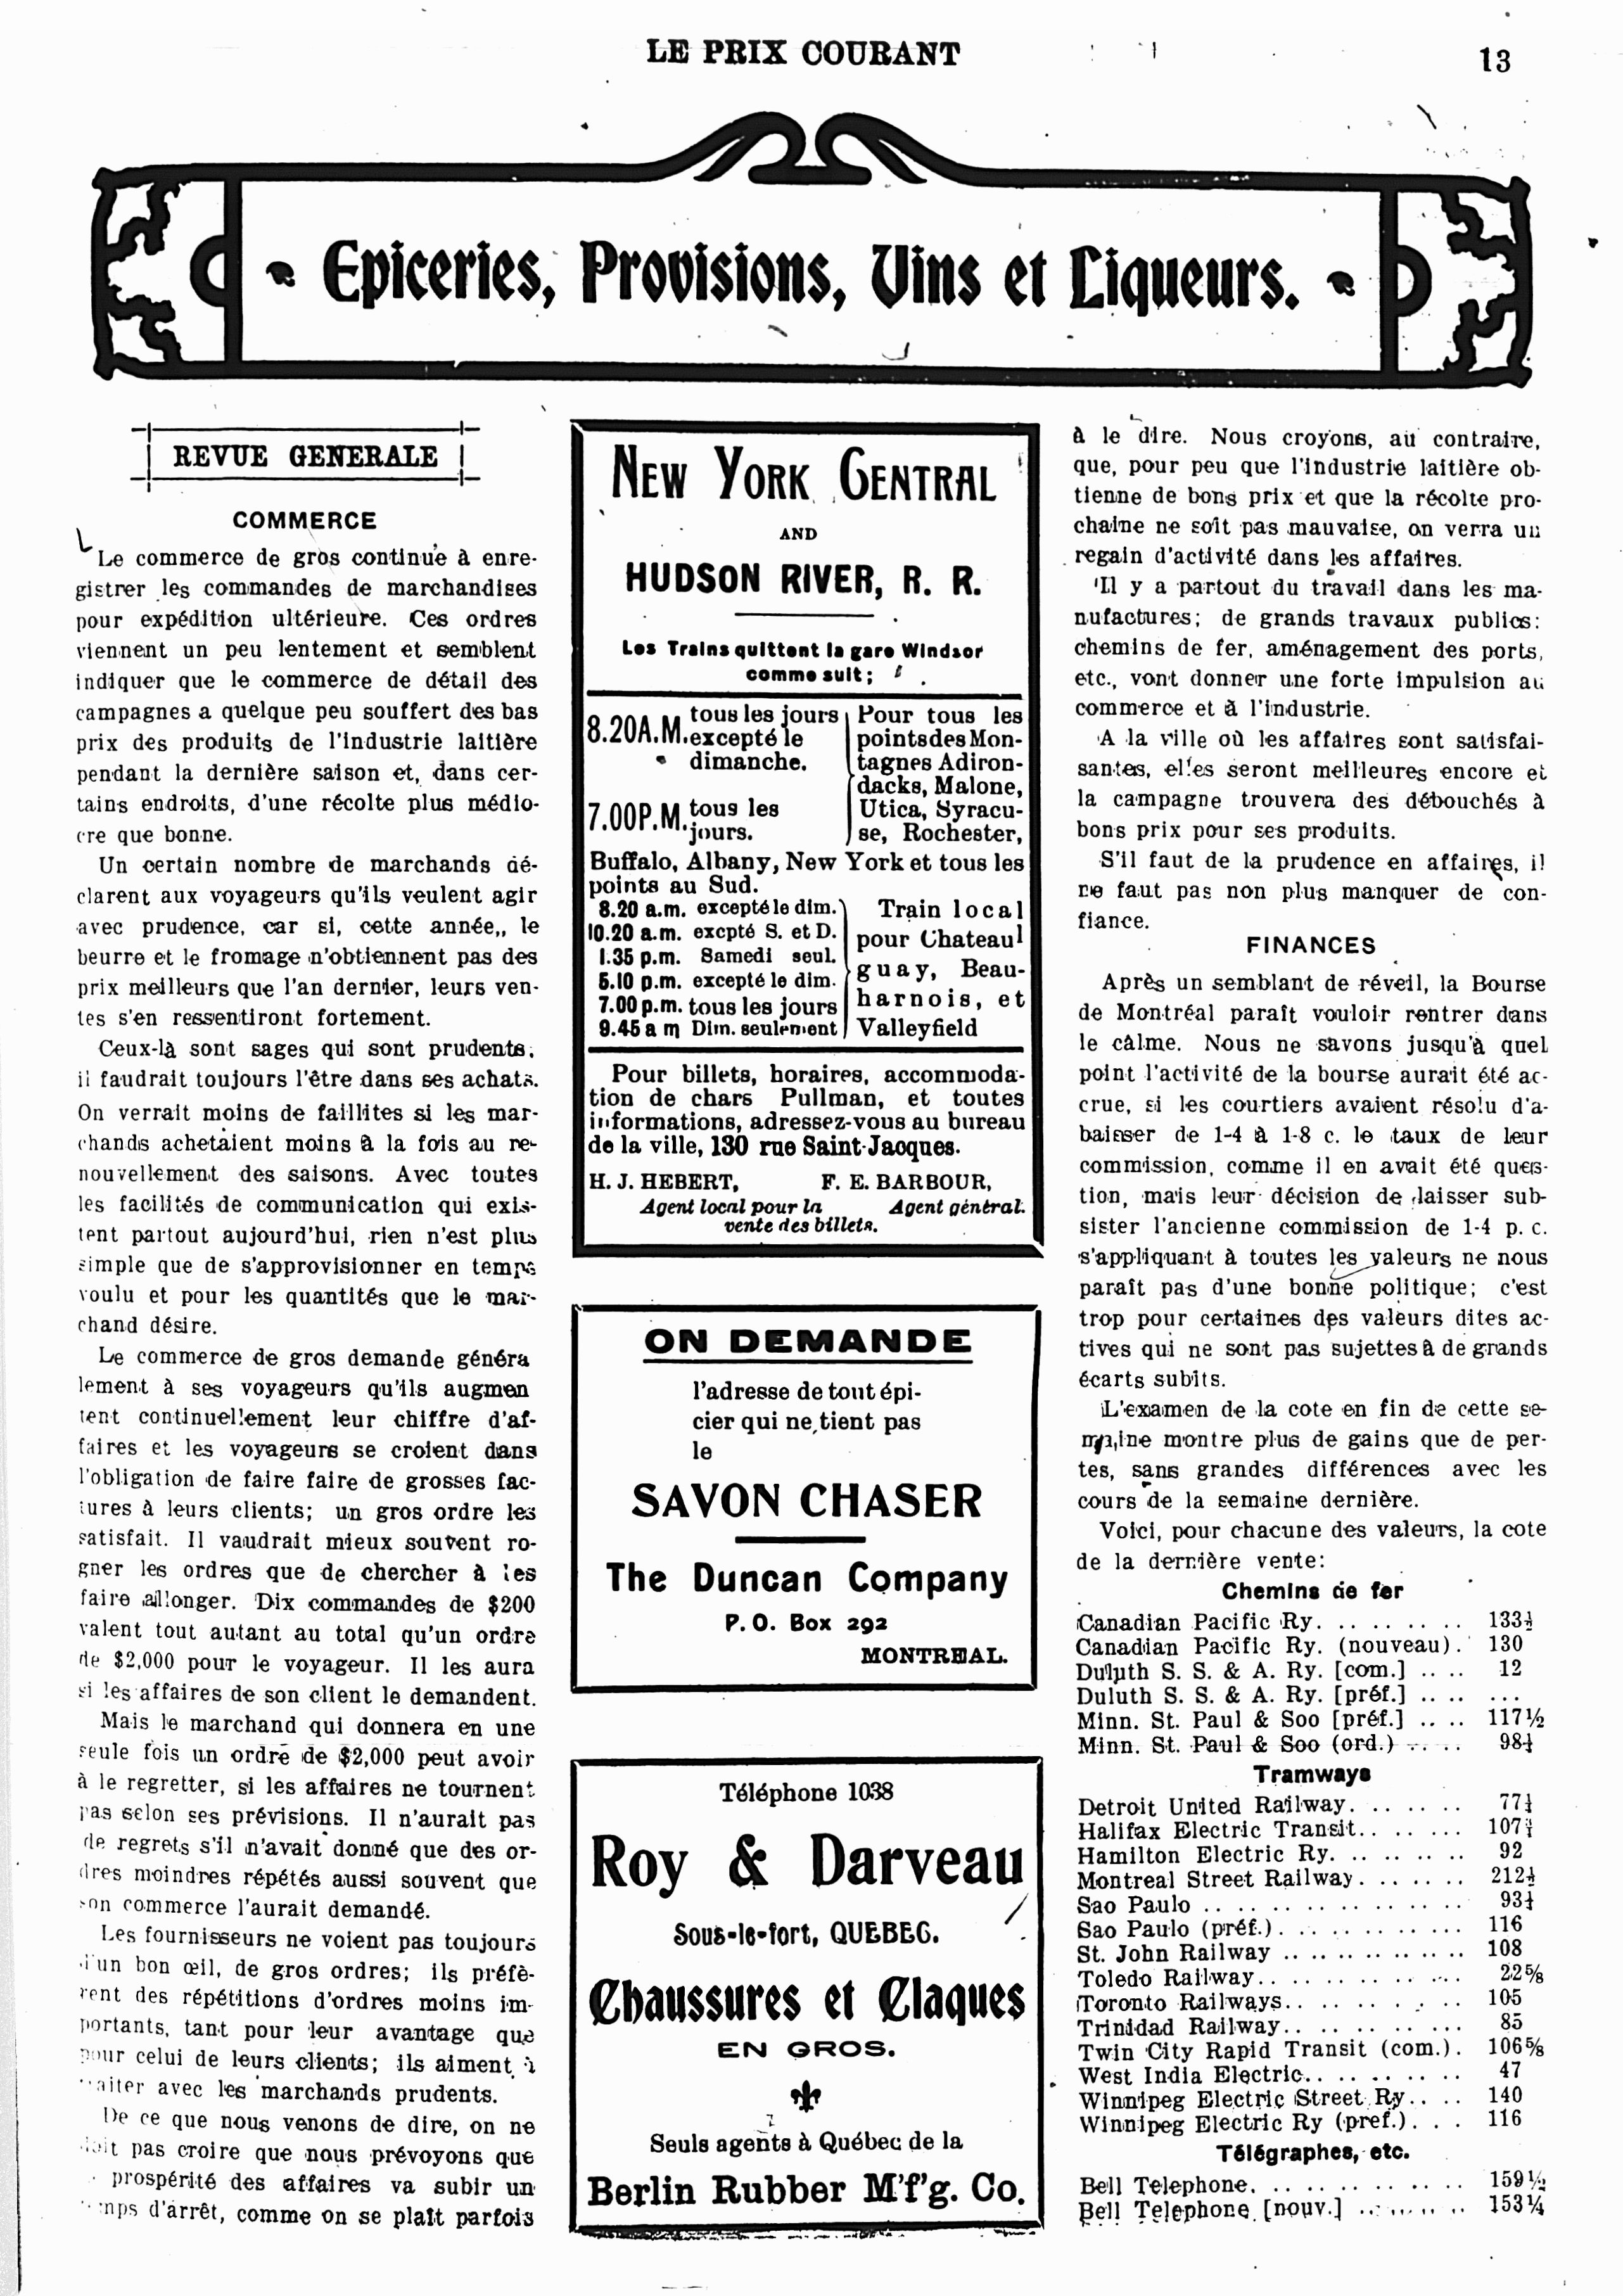 LE PRIX COURANT
13
Epiceries, Provisions, Vins et Liqueurs.
REVUE GENERALE
COMMERCE
Le commerce de gros continue à enre-
gistrer les commandes de marchandises
pour expédition ultérieure. Ces ordres
viennent un peu lentement et semblent
indiquer que le commerce de détail des
campagnes a quelque peu souffert des bas
prix des produits de l'industrie laitière
pendant la dernière saison et, dans cer-
tains endroits, d'une récolte plus médio-
cre que bonne.
Un certain nombre de marchands dé-
clarent aux voyageurs qu'ils veulent agir
avec prudence, car si, cette année,, le
beurre et le fromage n'obtiennent pas des
prix meilleurs que l'an dernier, leurs ven-
tes s'en ressentiront fortement.
Ceux-là sont sages qui sont prudents;
il faudrait toujours l'être dans ses achats.
On verrait moins de faillites si les mar-
chands achetaient moins à la fois au re-
nouvellement des saisons. Avec toutes
les facilités de communication qui exis-
tent partout aujourd'hui, rien n'est plus
simple que de s'approvisionner en temps
voulu et pour les quantités que le mar-
chand désire.
Le commerce de gros demande généra
lement à ses voyageurs qu'ils augmen
tent continuellement leur chiffre d'af-
faires et les voyageurs se croient dans
l'obligation de faire faire de grosses fac-
tures à leurs clients; un gros ordre les
satisfait. Il vaudrait mieux souvent ro-
gner les ordres que de chercher à les
faire allonger. Dix commandes de $200
valent tout autant au total qu'un ordre
de $2,000 pour le voyageur. Il les aura
si les affaires de son client le demandent.
Mais le marchand qui donnera en une
seule fois un ordre de $2,000 peut avoir
à le regretter, si les affaires ne tournent
pas selon ses prévisions. Il n'aurait pas
de regrets s'il n'avait donné que des or-
dres moindres répétés aussi souvent que
son commerce l'aurait demandé.
Les fournisseurs ne voient pas toujours
d'un bon œil, de gros ordres; ils préfè-
rent des répétitions d'ordres moins im-
portants, tant pour leur avantage que
pour celui de leurs clients; ils aiment à
traiter avec les marchands prudents.
De ce que nous venons de dire, on ne
doit pas croire que nous prévoyons que
prospérité des affaires va subir un
temps d'arrêt, comme on se plaît parfois
NEW YORK CENTRAL
AND
HUDSON RIVER, R. R.
Les Trains quittent la gare Windsor
comme suit;
8.20A.M. tous les jours excepté le dimanche.
7.00P.M. tous les jours.
Pour tous les
points des Mon-
tagnes Adiron-
dacks, Malone,
Utica, Syracu-
se, Rochester,
Buffalo, Albany, New York et tous les
points au Sud.
8.20 a.m. excepté le dim.
10.20 a.m. excpté S. et D.
1.35 p.m. Samedi seul.
5.10 p.m. excepté le dim.
7.00 p.m. tous les jours
9.45 a m Dim. seulement
Train local
pour Chateaul
guay, Beau-
harnois, et
Valleyfield
Pour billets, horaires, accommoda-
tion de chars Pullman, et toutes
informations, adressez-vous au bureau
de la ville, 130 rue Saint-Jacques.
H. J. HEBERT, F. E. BARBOUR,
Agent local pour la Agent général.
vente des billets.
ON DEMANDE
l'adresse de tout épi-
cier qui ne tient pas
le
SAVON CHASER
The Duncan Company
P. O. Box 292
MONTREAL.
Téléphone 1038
Roy & Darveau
Sous-le-fort, QUEBEC.
Chaussures et Claques
EN GROS.
Seuls agents à Québec de la
Berlin Rubber M'f'g. Co.
à le dire. Nous croyons, au contraire,
que, pour peu que l'industrie laitière ob-
tienne de bons prix et que la récolte pro-
chaine ne soit pas mauvaise, on verra un
regain d'activité dans les affaires.
Il y a partout du travail dans les ma-
nufactures; de grands travaux publics:
chemins de fer, aménagement des ports,
etc., vont donner une forte impulsion au
commerce et à l'industrie.
A la ville où les affaires sont satisfai-
santes, elles seront meilleures encore et
la campagne trouvera des débouchés à
bons prix pour ses produits.
S'il faut de la prudence en affaires, il
ne faut pas non plus manquer de con-
fiance.
FINANCES
Après un semblant de réveil, la Bourse
de Montréal paraît vouloir rentrer dans
le câlme. Nous ne savons jusqu'à quel
point l'activité de la bourse aurait été ac-
crue, si les courtiers avaient résolu d'a-
baisser de 1-4 à 1-8 c. le taux de leur
commission, comme il en avait été ques-
tion, mais leur décision de laisser sub-
sister l'ancienne commission de 1-4 p. c.
s'appliquant à toutes les valeurs ne nous
paraît pas d'une bonne politique; c'est
trop pour certaines des valeurs dites ac-
tives qui ne sont pas sujettes à de grands
écarts subits.
L'examen de la cote en fin de cette se-
maine montre plus de gains que de per-
tes, sans grandes différences avec les
cours de la semaine dernière.
Voici, pour chacune des valeurs, la cote
de la dernière vente:
Chemins de fer
Canadian Pacific Ry. . . . . . . . . 133½
Canadian Pacific Ry. (nouveau). 130
Duluth S. S. & A. Ry. [com.] .. .. 12
Duluth S. S. & A. Ry. [préf.] .. .. ...
Minn. St. Paul & Soo [préf.] .. .. 117½
Minn. St. Paul & Soo (ord.) .. .. 98
Tramways
Detroit United Railway. . . . . . . 77
Halifax Electric Transit. . . . . . . 107
Hamilton Electric Ry. . . . . . . . 92
Montreal Street Railway. . . . . . . 212
Sao Paulo . . . . . . . . . . . . 93
Sao Paulo (préf.). . . . . . . . . . 116
St. John Railway . . . . . . . . . 108
Toledo Railway. . . . . . . . . . . 22⅝
Toronto Railways. . . . . . . . . . 105
Trinidad Railway. . . . . . . . . . 85
Twin City Rapid Transit (com.). 106⅝
West India Electric. . . . . . . . . 47
Winnipeg Electric Street Ry. . . . 140
Winnipeg Electric Ry (pref.). . . 116
Télégraphes, etc.
Bell Telephone. . . . . . . . . . . 159½
Bell Telephone [nouv.] . . . . . . . 153¼